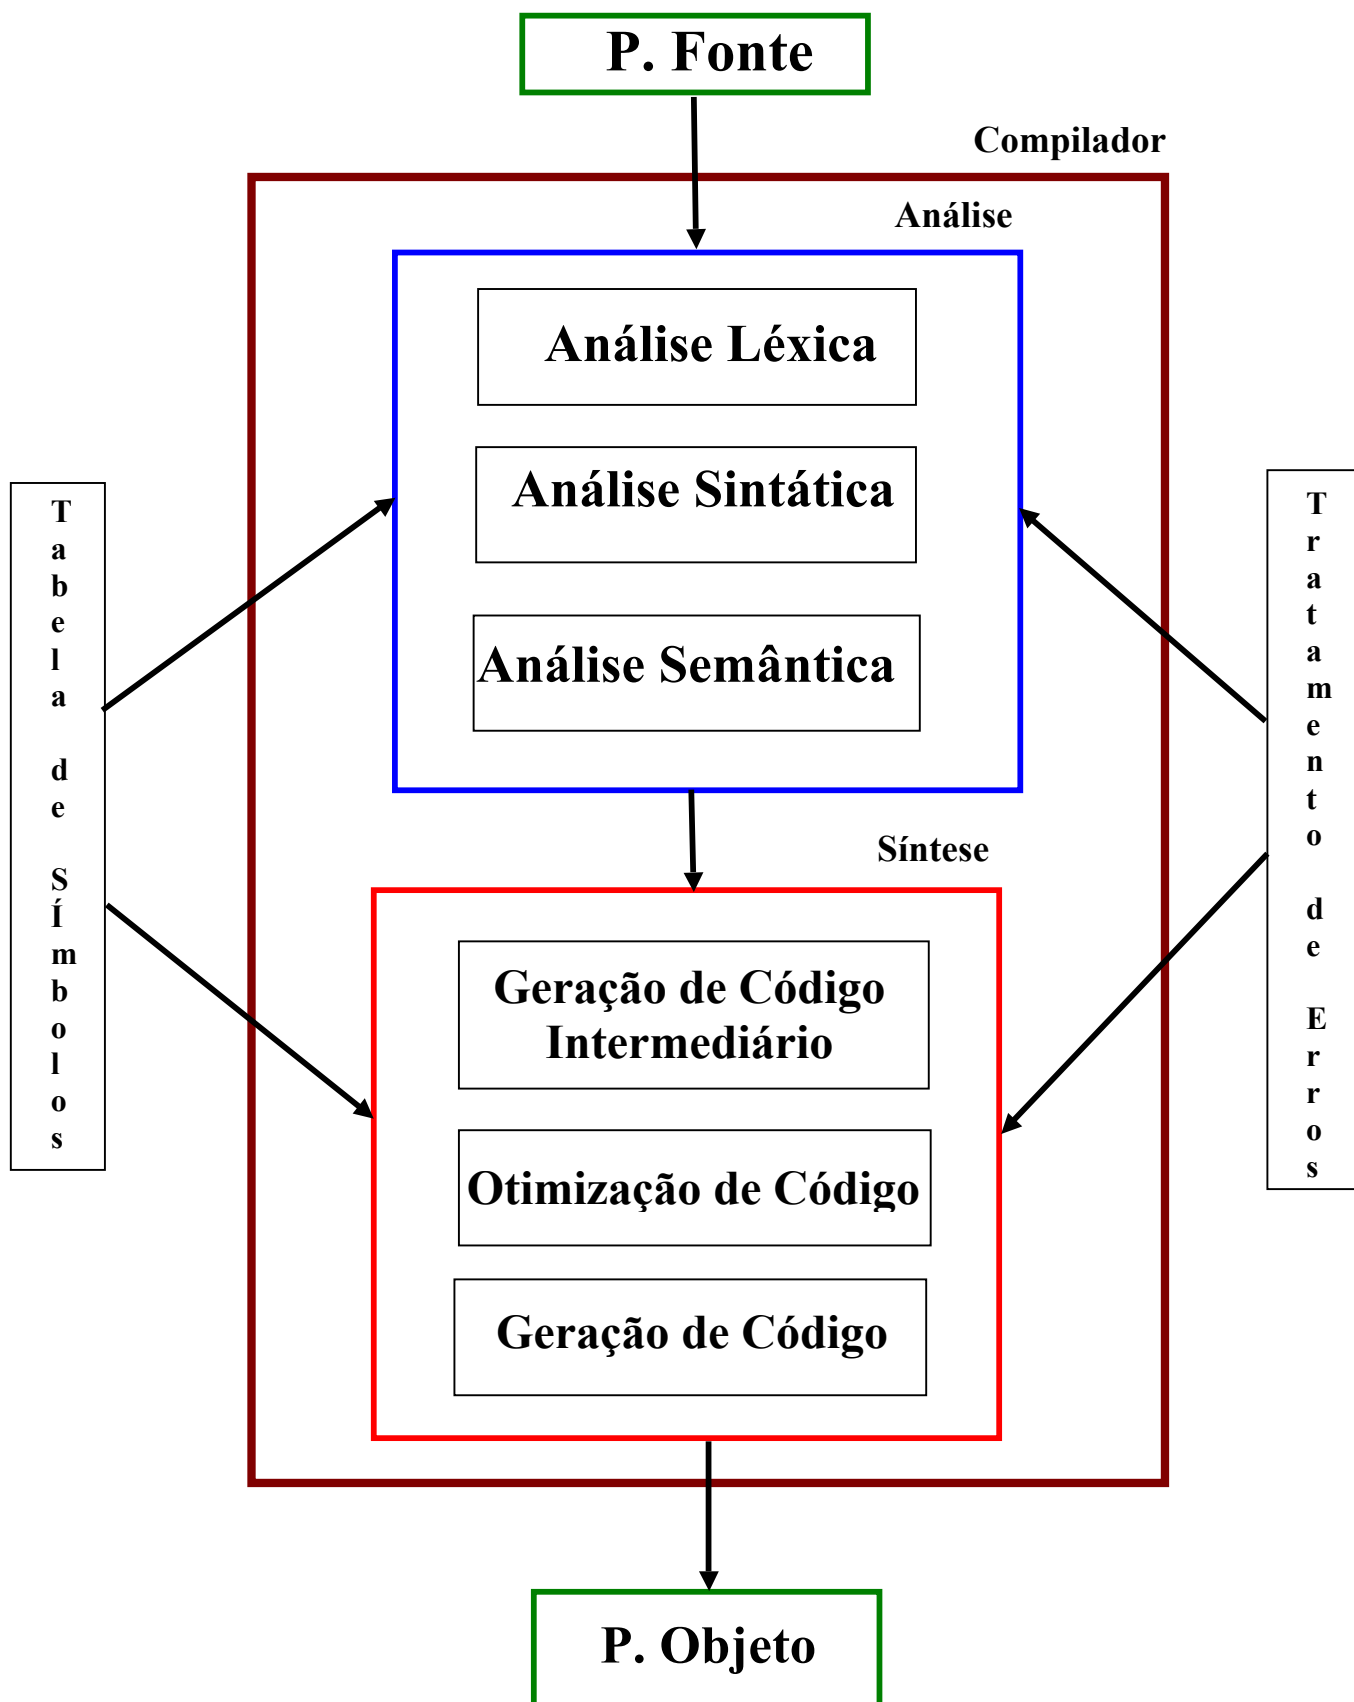 P. Fonte
Compilador
Análise
Análise Léxica
Análise Sintática
Análise Semântica
Tabela de SÍmbolos
Tratamento de Erros
Síntese
Geração de Código
Intermediário
Otimização de Código
Geração de Código
P. Objeto